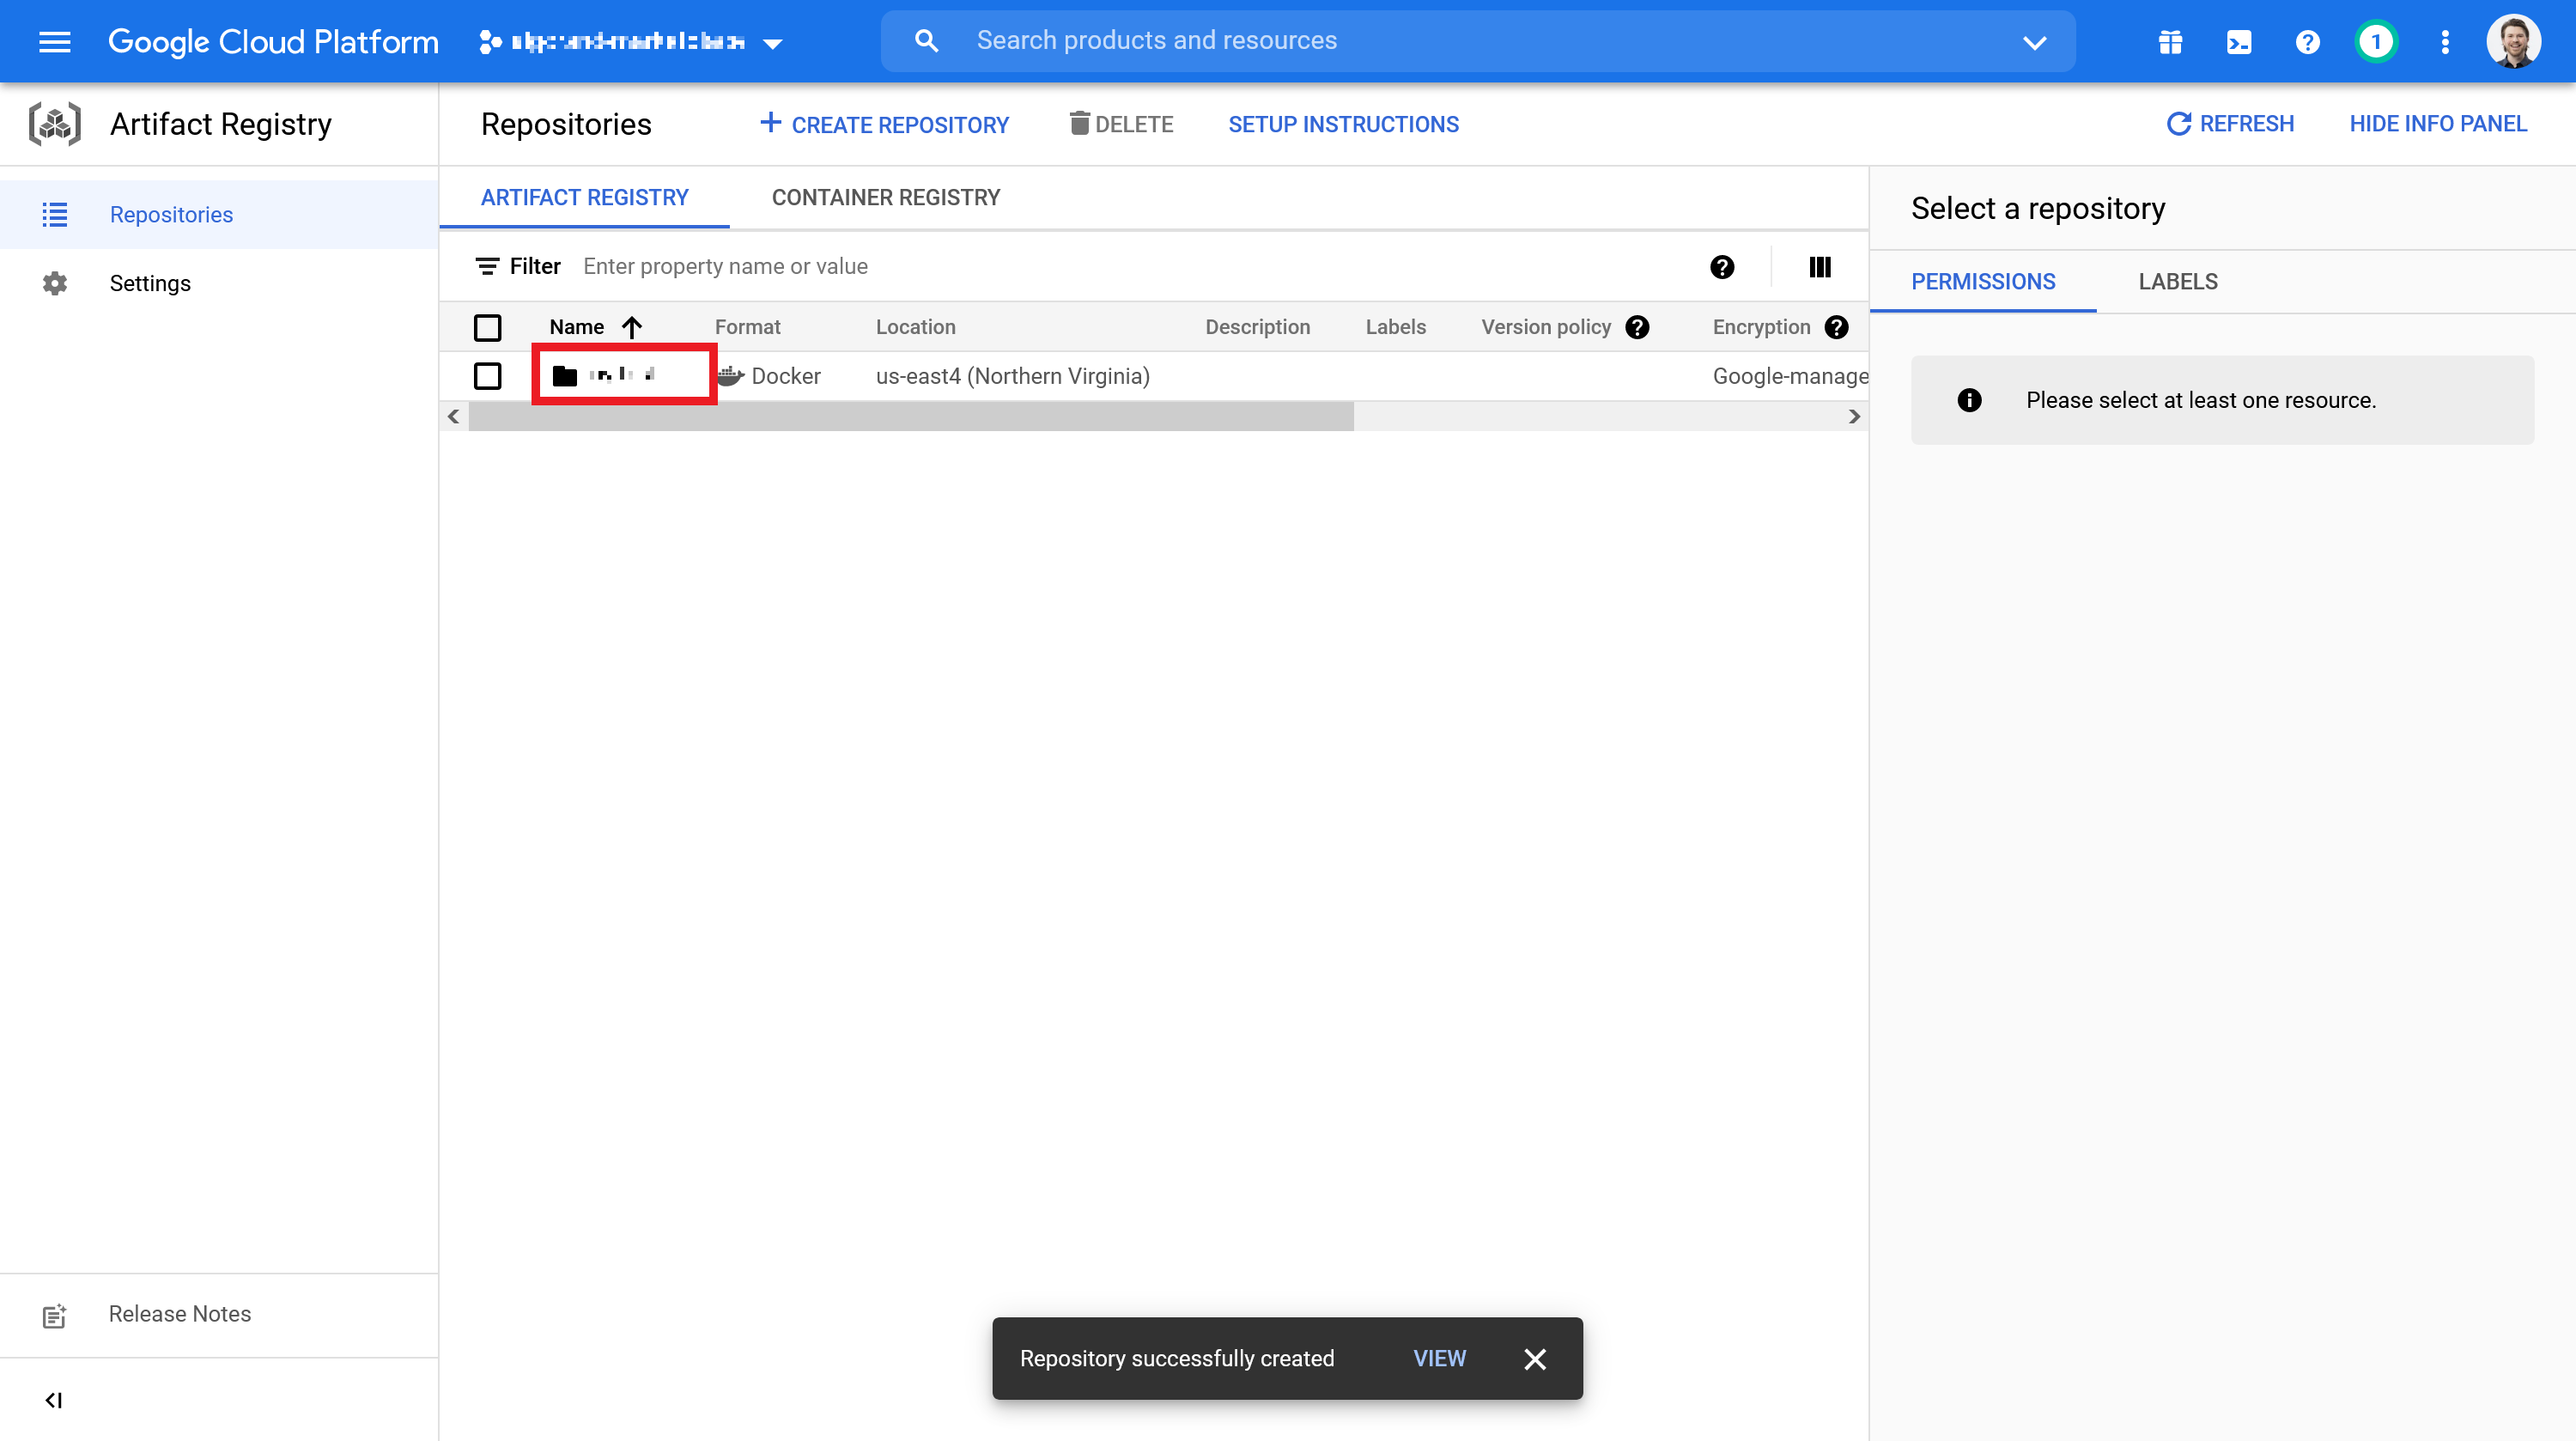 Google Cloud Platform
Search products and resources
1
Artifact Registry
Repositories
CREATE REPOSITORY
DELETE
SETUP INSTRUCTIONS
REFRESH
HIDE INFO PANEL
Repositories
Settings
ARTIFACT REGISTRY
CONTAINER REGISTRY
Filter
Enter property name or value
Name
Format
Location
Description
Labels
Version policy
Encryption
Docker
us-east4 (Northern Virginia)
Google-manage
Select a repository
PERMISSIONS
LABELS
Please select at least one resource.
Release Notes
Repository successfully created
VIEW